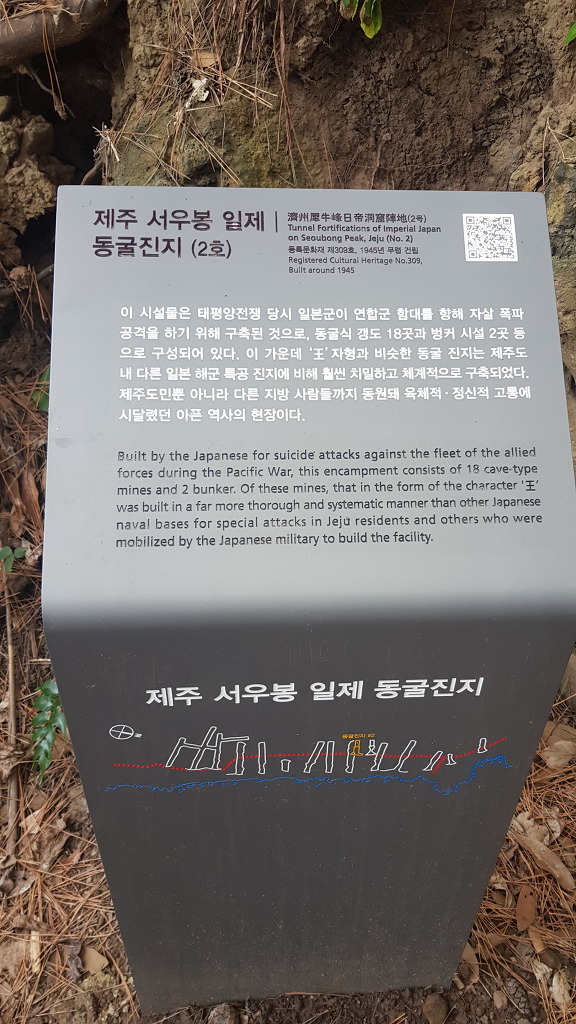 제주 서우봉 일제
동굴진지 (2호)
濟州犀牛峰日帝洞窟陣地(2号)
Tunnel Fortifications of Imperial Japan
on Seoubong Peak, Jeju (No. 2)
등록문화재 제309호, 1945년 무렵 건립
Registered Cultural Heritage No.309,
Built around 1945
이 시설물은 태평양전쟁 당시 일본군이 연합군 함대를 향해 자살 폭파
공격을 하기 위해 구축된 것으로, 동굴식 갱도 18곳과 벙커 시설 2곳 등
으로 구성되어 있다. 이 가운데 ‘王’ 자형과 비슷한 동굴 진지는 제주도
내 다른 일본 해군 특공 진지에 비해 훨씬 치밀하고 체계적으로 구축되었다.
제주도민뿐 아니라 다른 지방 사람들까지 동원돼 육체적 · 정신적 고통에
시달렸던 아픈 역사의 현장이다.
Built by the Japanese for suicide attacks against the fleet of the allied
forces during the Pacific War, this encampment consists of 18 cave-type
mines and 2 bunker. Of these mines, that in the form of the character ‘王’
was built in a far more thorough and systematic manner than other Japanese
naval bases for special attacks in Jeju residents and others who were
mobilized by the Japanese military to build the facility.
제주 서우봉 일제 동굴진지
동굴진지 #2